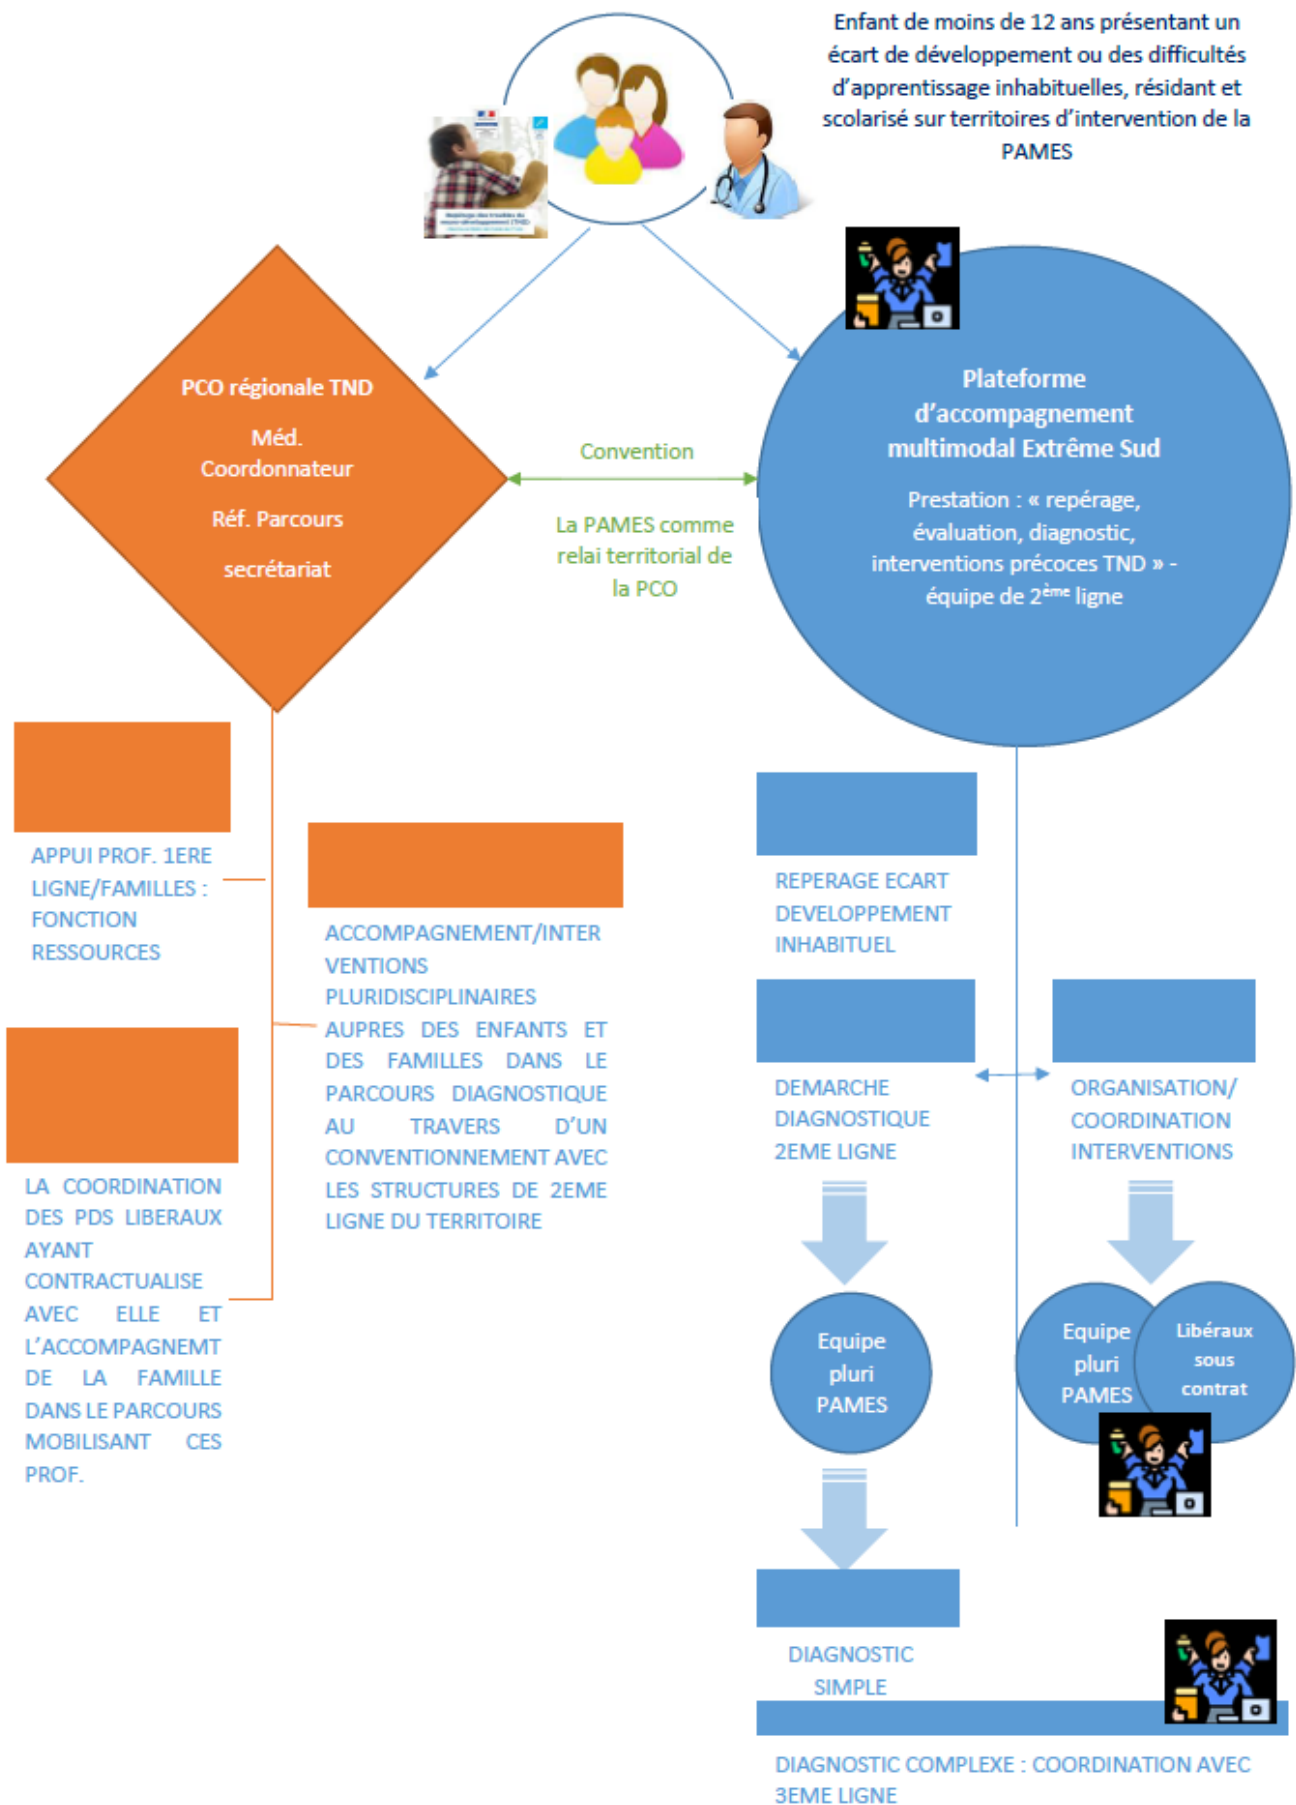 Enfant de moins de 12 ans présentant un
écart de développement ou des difficultés
d'apprentissage inhabituelles, résidant et
scolarisé sur territoires d'intervention de la
PAMES
PCO régionale TND
Méd.
Coordonnateur
Réf. Parcours
secrétariat
Convention
La PAMES comme
relai territorial de
la PCO
Plateforme
d'accompagnement
multimodal Extrême Sud
Prestation : « repérage,
évaluation, diagnostic,
interventions précoces TND » -
équipe de 2ème ligne
APPUI PROF. 1ERE
LIGNE/FAMILLES :
FONCTION
RESSOURCES
ACCOMPAGNEMENT/INTER
VENTIONS
PLURIDISCIPLINAIRES
AUPRES DES ENFANTS ET
DES FAMILLES DANS LE
PARCOURS DIAGNOSTIQUE
AU TRAVERS D'UN
CONVENTIONNEMENT AVEC
LES STRUCTURES DE 2EME
LIGNE DU TERRITOIRE
LA COORDINATION
DES PDS LIBERAUX
AYANT
CONTRACTUALISE
AVEC ELLE ET
L'ACCOMPAGNEMT
DE LA FAMILLE
DANS LE PARCOURS
MOBILISANT CES
PROF.
REPERAGE ECART
DEVELOPPEMENT
INHABITUEL
DEMARCHE
DIAGNOSTIQUE
2EME LIGNE
ORGANISATION/
COORDINATION
INTERVENTIONS
Equipe
pluri
PAMES
Equipe
pluri
PAMES
Libéraux
sous
contrat
DIAGNOSTIC
SIMPLE
DIAGNOSTIC COMPLEXE : COORDINATION AVEC
3EME LIGNE